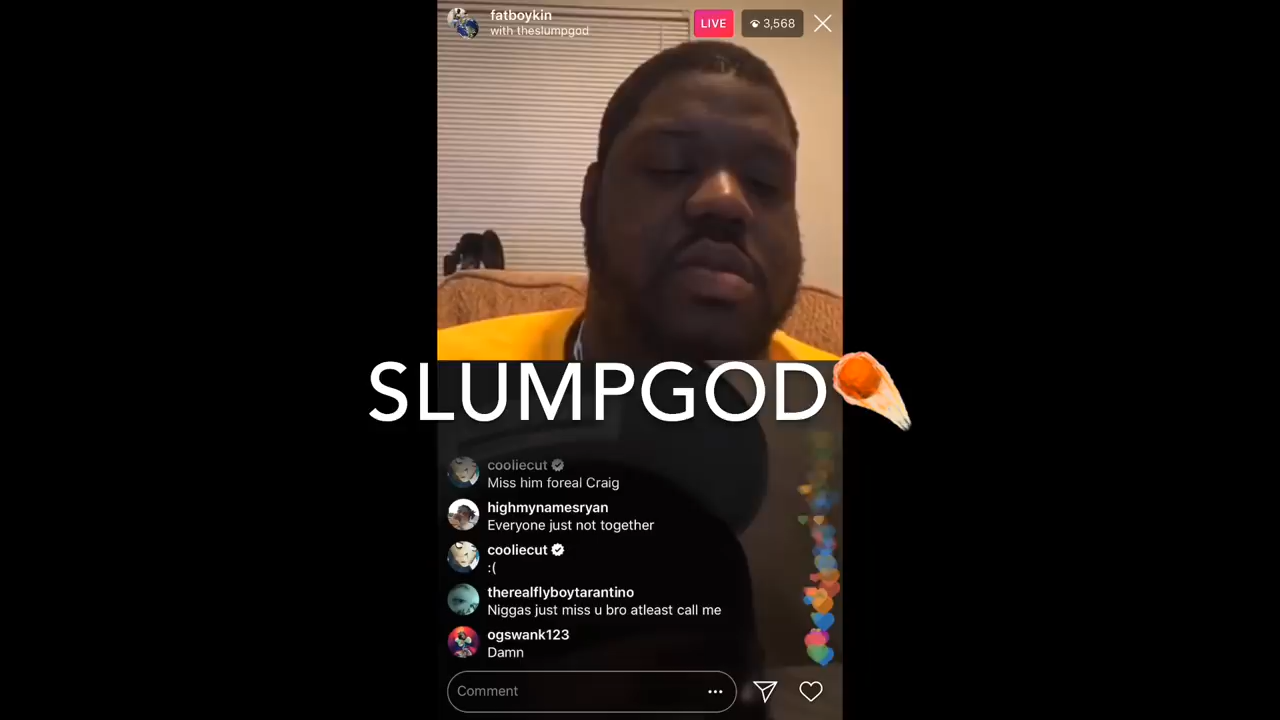 fatboykin
with theslumpgod
LIVE
3,568
SLUMPGOD
cooliecut
Miss him foreal Craig
highmynamesryan
Everyone just not together
cooliecut
:(
therealflyboytarantino
Niggas just miss u bro atleast call me
ogswank123
Damn
Comment